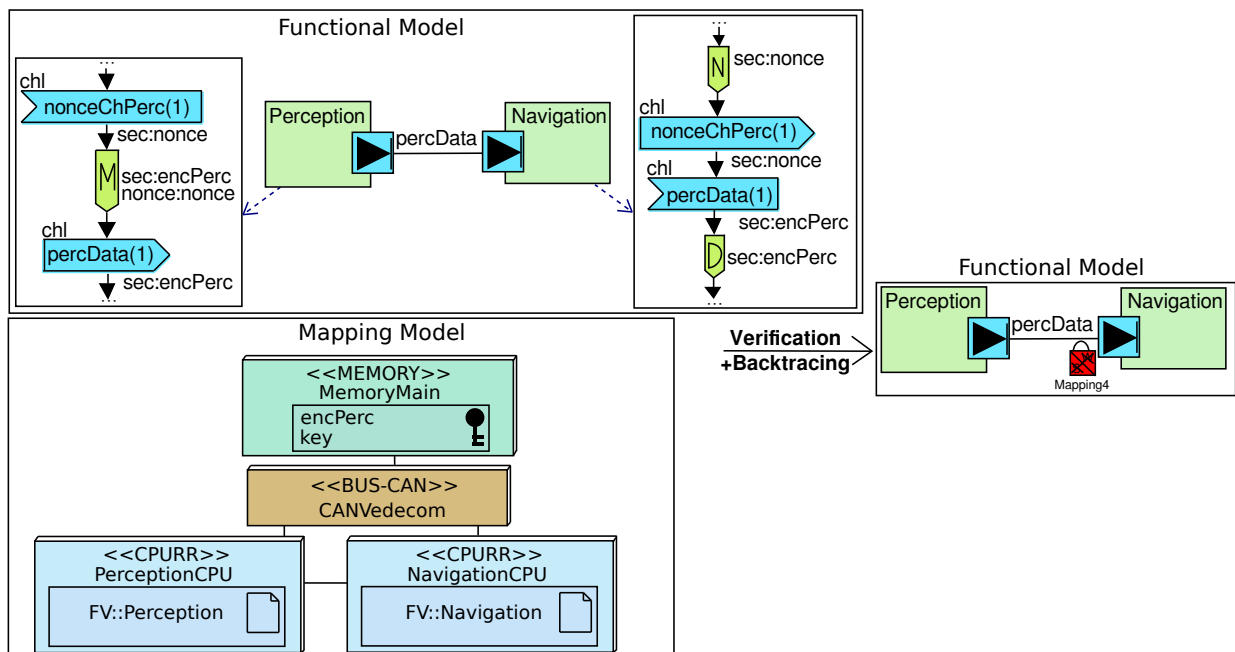 Functional Model
...
chl
nonceChPerc(1)
sec:nonce
M
sec:encPerc
nonce:nonce
chl
percData(1)
sec:encPerc
...
Perception
percData
Navigation
...
N
sec:nonce
chl
nonceChPerc(1)
sec:nonce
chl
percData(1)
sec:encPerc
D
sec:encPerc
...
Mapping Model
<<MEMORY>>
MemoryMain
encPerc
key
<<BUS-CAN>>
CANVedecom
<<CPURR>>
PerceptionCPU
FV::Perception
<<CPURR>>
NavigationCPU
FV::Navigation
Verification
+Backtracing
Functional Model
Perception
percData
Navigation
Mapping4